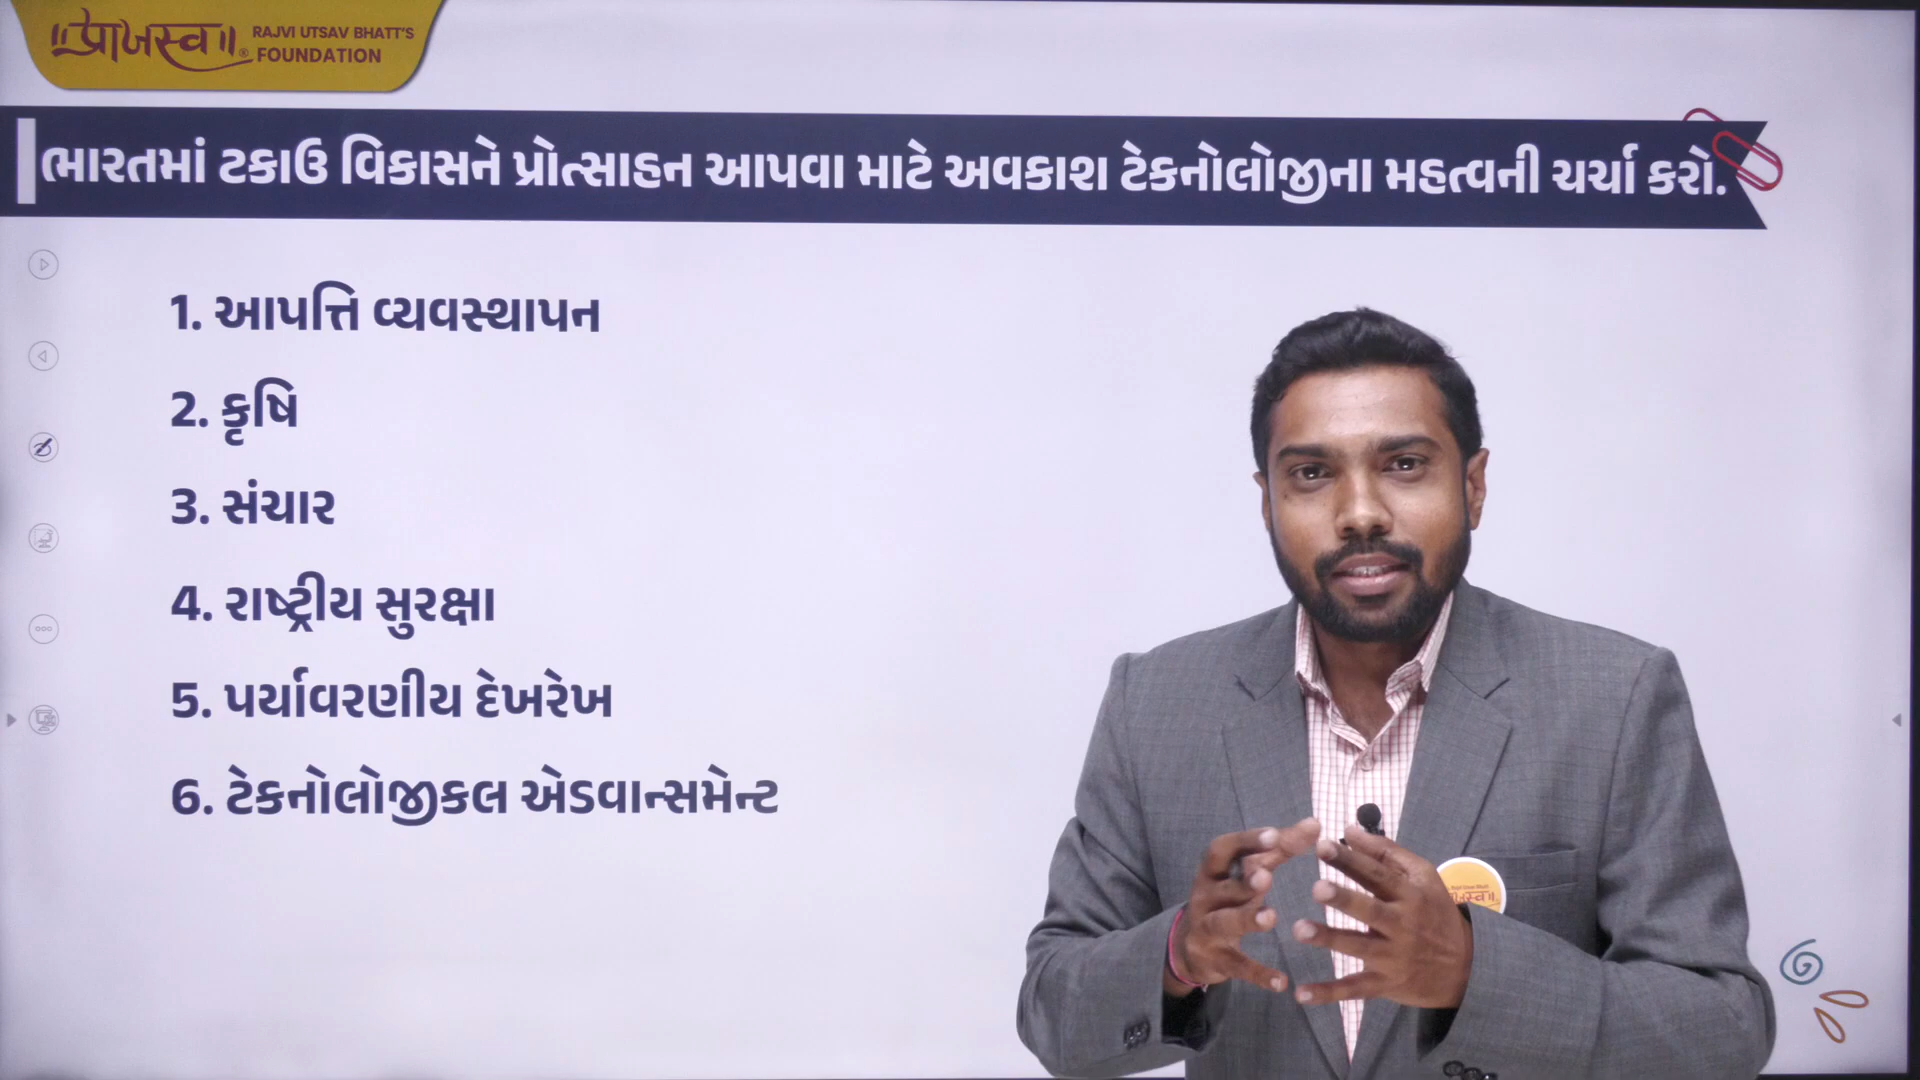 ॥प्राખસ્વ॥® RAJVI UTSAV BHATT'S
FOUNDATION
ભારતમાં ટકાઉ વિકાસને પ્રોત્સાહન આપવા માટે અવકાશ ટેકનોલોજીના મહત્વની ચર્ચા કરો.
1. આપત્તિ વ્યવસ્થાપન
2. કૃષિ
3. સંચાર
4. રાષ્ટ્રીય સુરક્ષા
5. પર્યાવરણીય દેખરેખ
6. ટેકનોલોજીકલ એડવાન્સમેન્ટ